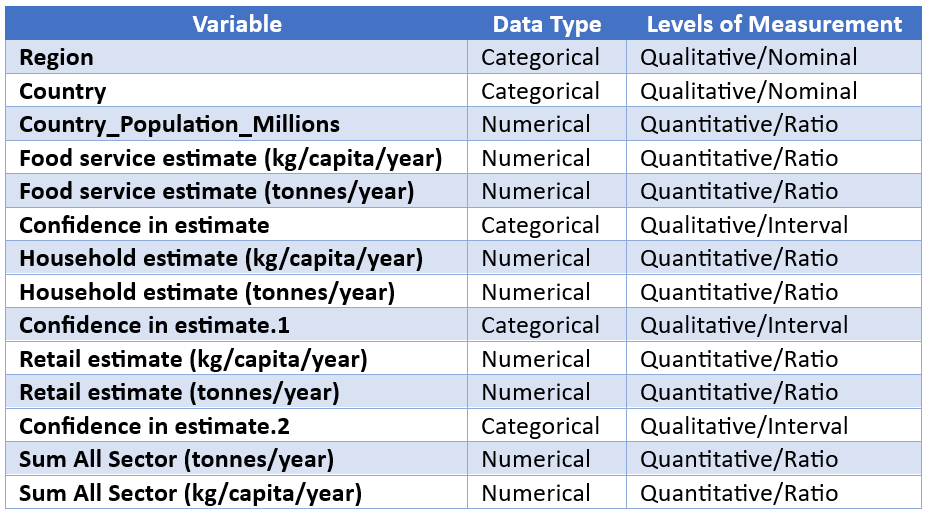 Variable Data Type Levels of Measurement
Region Categorical Qualitative/Nominal
Country Categorical Qualitative/Nominal
Country_Population_Millions Numerical Quantitative/Ratio
Food service estimate (kg/capita/year) Numerical Quantitative/Ratio
Food service estimate (tonnes/year) Numerical Quantitative/Ratio
Confidence in estimate Categorical Qualitative/Interval
Household estimate (kg/capita/year) Numerical Quantitative/Ratio
Household estimate (tonnes/year) Numerical Quantitative/Ratio
Confidence in estimate.1 Categorical Qualitative/Interval
Retail estimate (kg/capita/year) Numerical Quantitative/Ratio
Retail estimate (tonnes/year) Numerical Quantitative/Ratio
Confidence in estimate.2 Categorical Qualitative/Interval
Sum All Sector (tonnes/year) Numerical Quantitative/Ratio
Sum All Sector (kg/capita/year) Numerical Quantitative/Ratio